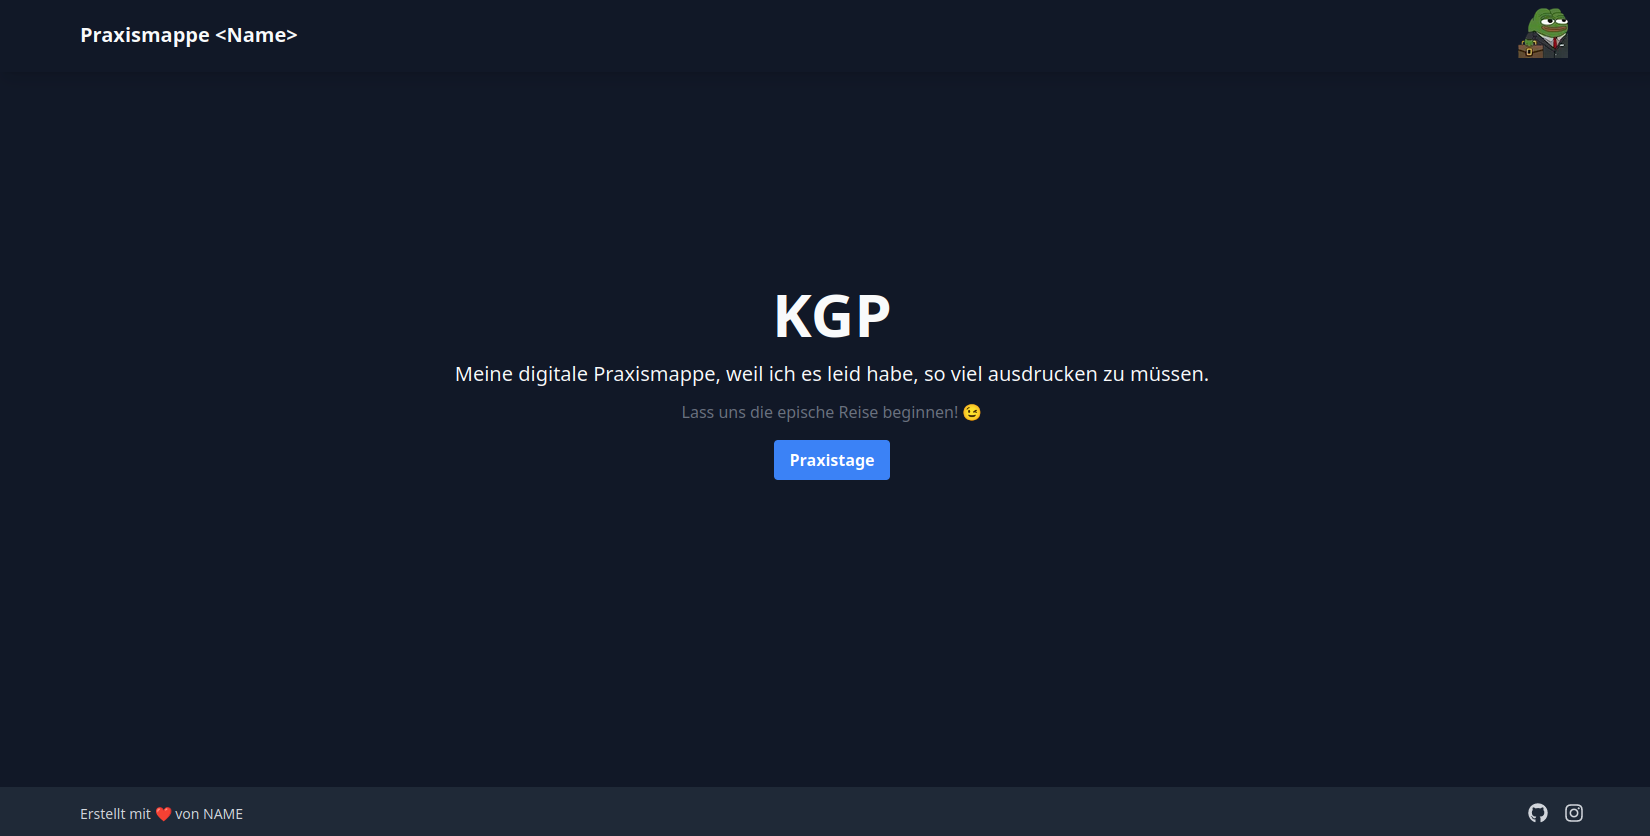 Praxismappe <Name>
KGP
Meine digitale Praxismappe, weil ich es leid habe, so viel ausdrucken zu müssen.
Lass uns die epische Reise beginnen! 😉
Praxistage
Erstellt mit ❤️ von NAME